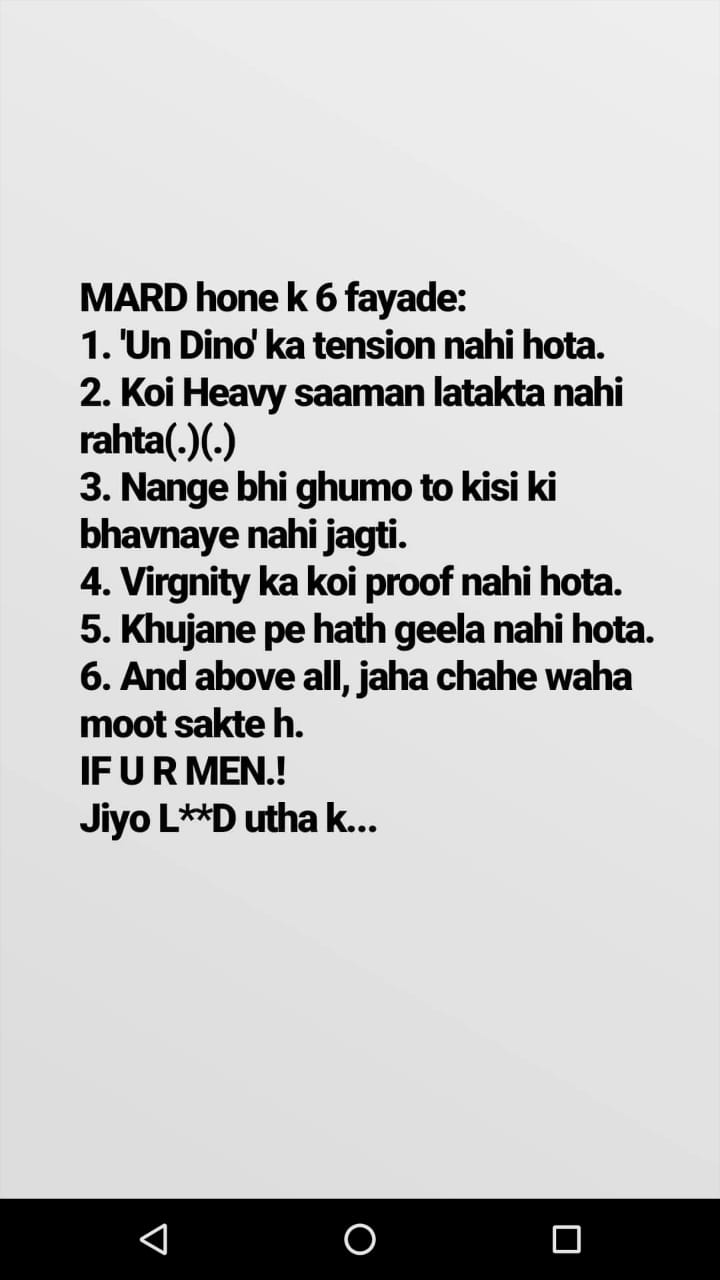 MARD hone k 6 fayade:
1. 'Un Dino' ka tension nahi hota.
2. Koi Heavy saaman latakta nahi
rahta(.)(.)
3. Nange bhi ghumo to kisi ki
bhavnaye nahi jagti.
4. Virgnity ka koi proof nahi hota.
5. Khujane pe hath geela nahi hota.
6. And above all, jaha chahe waha
moot sakte h.
IF U R MEN.!
Jiyo L**D utha k...